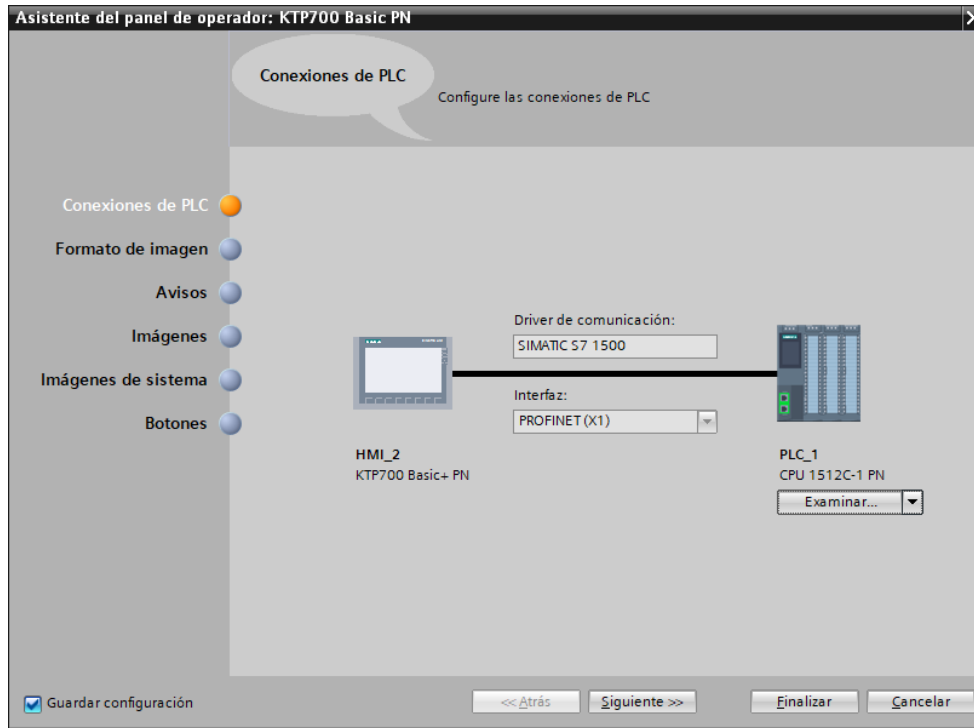 Asistente del panel de operador: KTP700 Basic PN
Conexiones de PLC
Configure las conexiones de PLC
Conexiones de PLC
Formato de imagen
Avisos
Imágenes
Imágenes de sistema
Botones
Driver de comunicación:
SIMATIC S7 1500
Interfaz:
PROFINET (X1)
HMI_2
KTP700 Basic+ PN
PLC_1
CPU 1512C-1 PN
Examinar...
Guardar configuración
<< Atrás
Siguiente >>
Finalizar
Cancelar